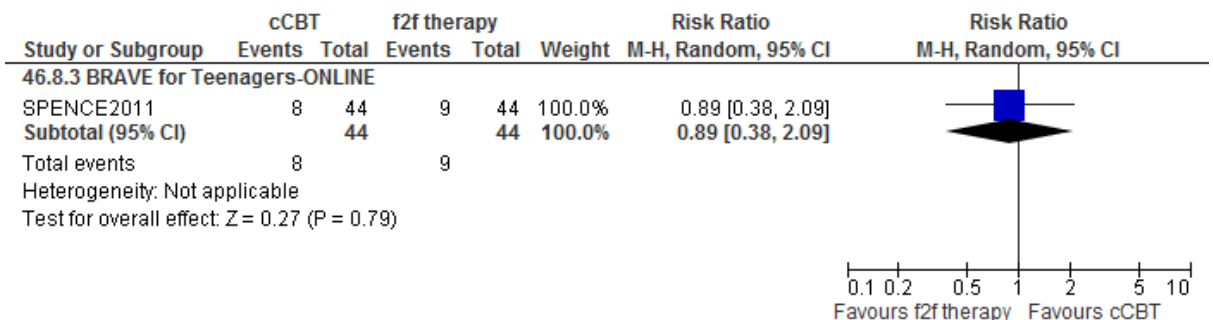 cCBT f2f therapy Risk Ratio Risk Ratio
Study or Subgroup Events Total Events Total Weight M-H, Random, 95% CI M-H, Random, 95% CI
46.8.3 BRAVE for Teenagers-ONLINE
SPENCE2011 8 44 9 44 100.0% 0.89 [0.38, 2.09]
Subtotal (95% CI) 44 44 100.0% 0.89 [0.38, 2.09]
Total events 8 9
Heterogeneity: Not applicable
Test for overall effect: Z = 0.27 (P = 0.79)
0.1 0.2 0.5 1 2 5 10
Favours f2f therapy Favours cCBT